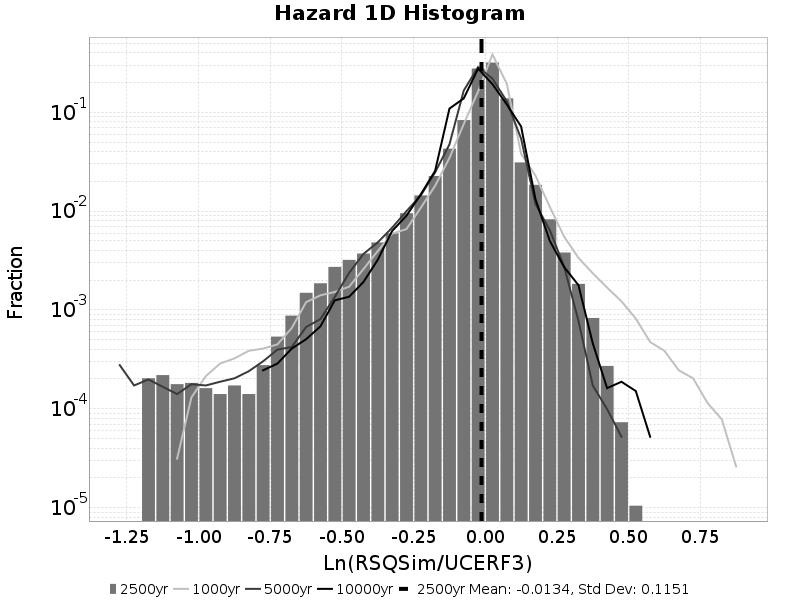 Hazard 1D Histogram
Fraction
10^-1
10^-2
10^-3
10^-4
10^-5
-1.25 -1.00 -0.75 -0.50 -0.25 0.00 0.25 0.50 0.75
Ln(RSQSim/UCERF3)
2500yr 1000yr 5000yr 10000yr 2500yr Mean: -0.0134, Std Dev: 0.1151